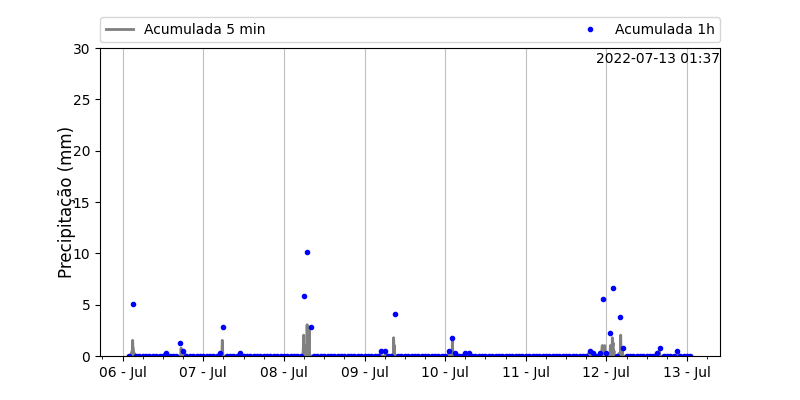 Acumulada 5 min
Acumulada 1h
2022-07-13 01:37
Precipitação (mm)
30
25
20
15
10
5
0
06 - Jul 07 - Jul 08 - Jul 09 - Jul 10 - Jul 11 - Jul 12 - Jul 13 - Jul